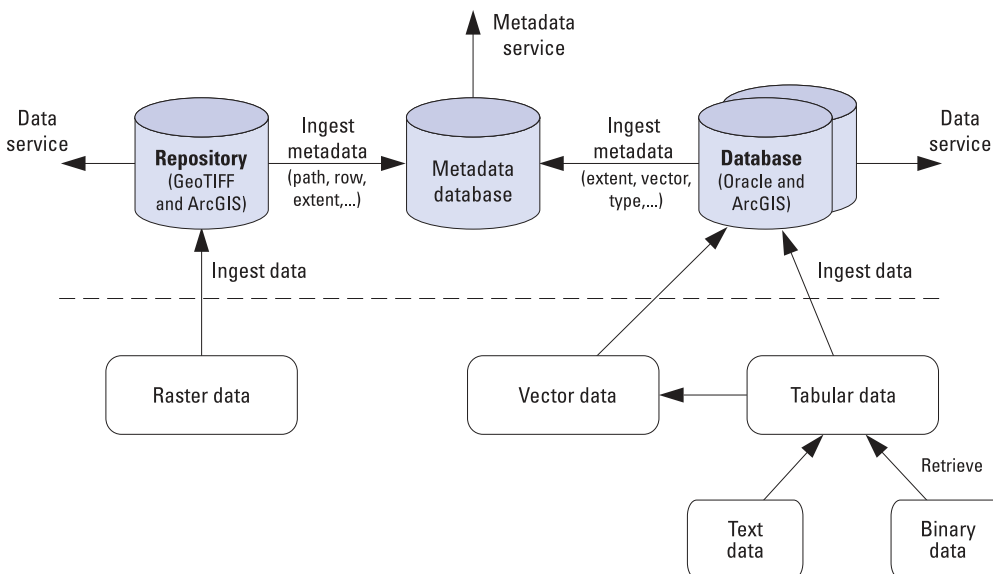 Metadata
service
Data
service
Repository
(GeoTIFF
and ArcGIS)
Ingest
metadata
(path, row,
extent,...)
Metadata
database
Ingest
metadata
(extent, vector,
type,...)
Database
(Oracle and
ArcGIS)
Data
service
Ingest data
Ingest data
Raster data
Vector data
Tabular data
Retrieve
Text
data
Binary
data